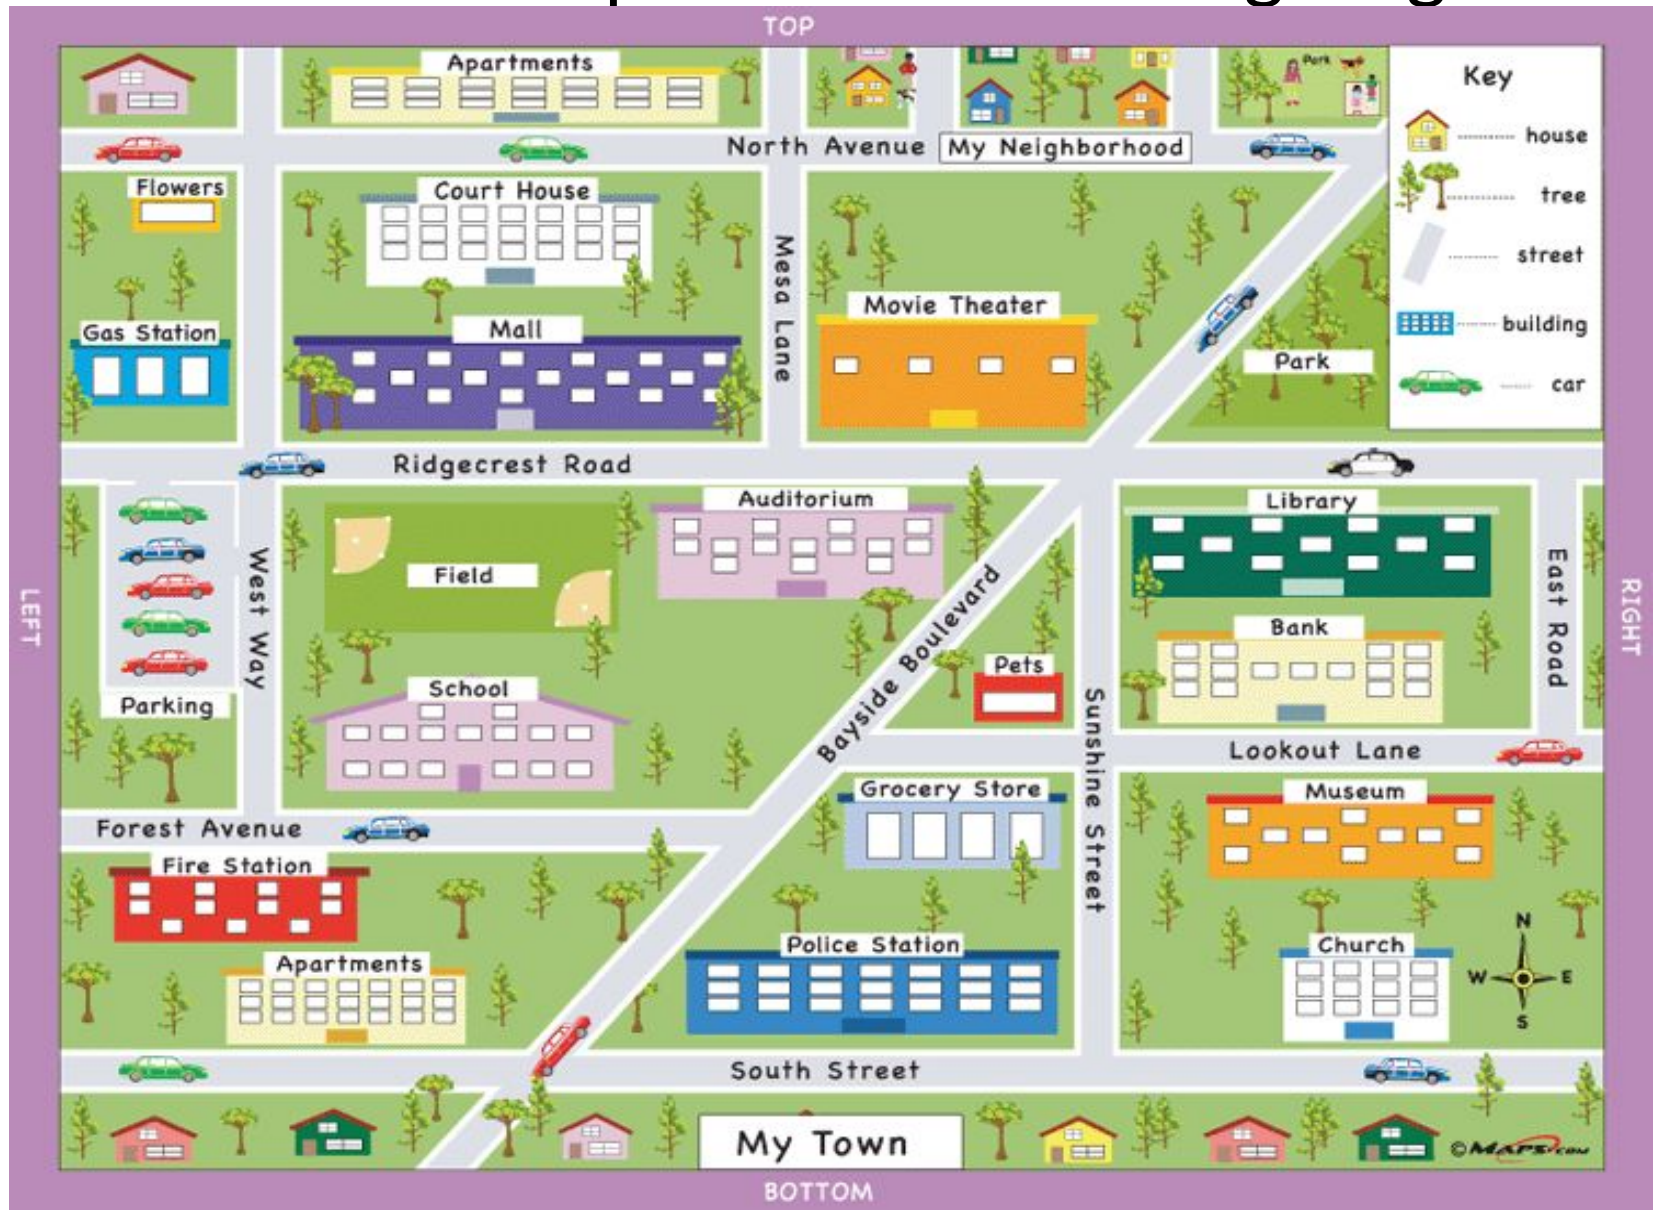 TOP
Apartments
Park
Key
house
tree
street
building
car
North Avenue
My Neighborhood
Flowers
Court House
Mesa Lane
Movie Theater
Gas Station
Mall
Park
Ridgecrest Road
Auditorium
Library
Field
West Way
East Road
LEFT
RIGHT
Bank
Bayside Boulevard
Pets
School
Parking
Sunshine Street
Lookout Lane
Grocery Store
Museum
Forest Avenue
Fire Station
Police Station
Church
N
W
E
S
Apartments
South Street
My Town
©MAPS.com
BOTTOM